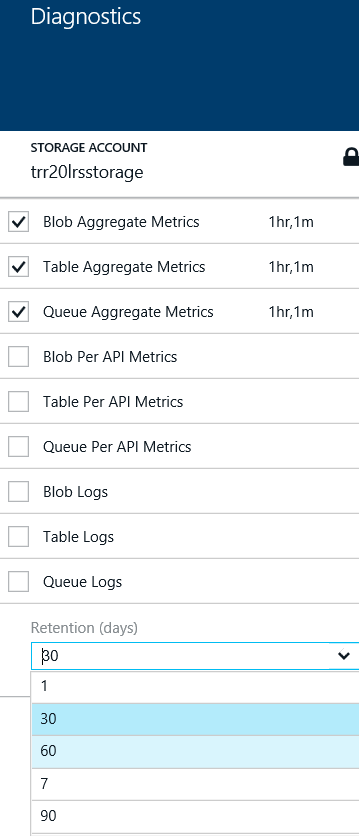 Diagnostics
STORAGE ACCOUNT
trr20lrsstorage
Blob Aggregate Metrics 1hr,1m
Table Aggregate Metrics 1hr,1m
Queue Aggregate Metrics 1hr,1m
Blob Per API Metrics
Table Per API Metrics
Queue Per API Metrics
Blob Logs
Table Logs
Queue Logs
Retention (days)
30
1
30
60
7
90